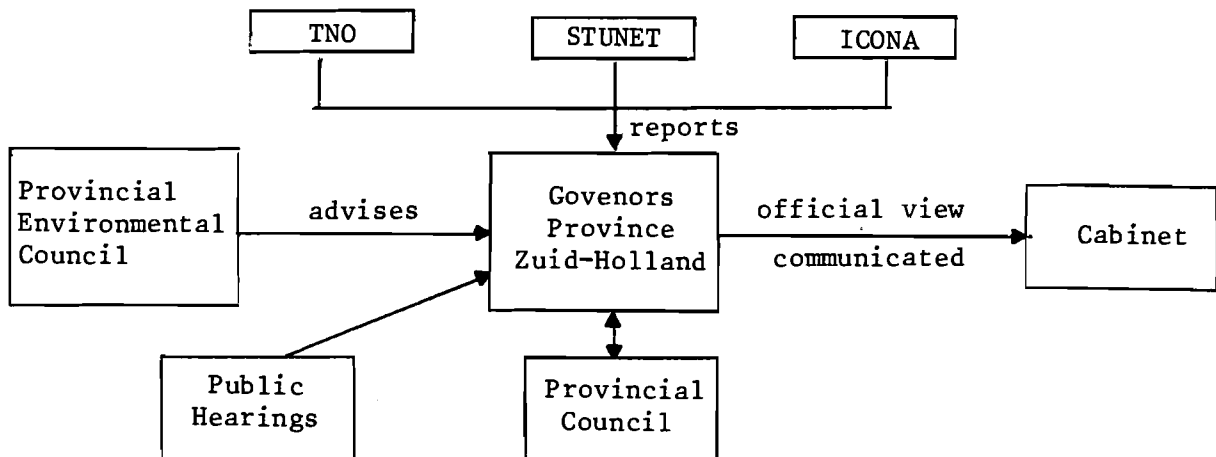 TNO
STUNET
ICONA
reports
Provincial
Environmental
Council
advises
Govenors
Province
Zuid-Holland
official view
communicated
Cabinet
Public
Hearings
Provincial
Council